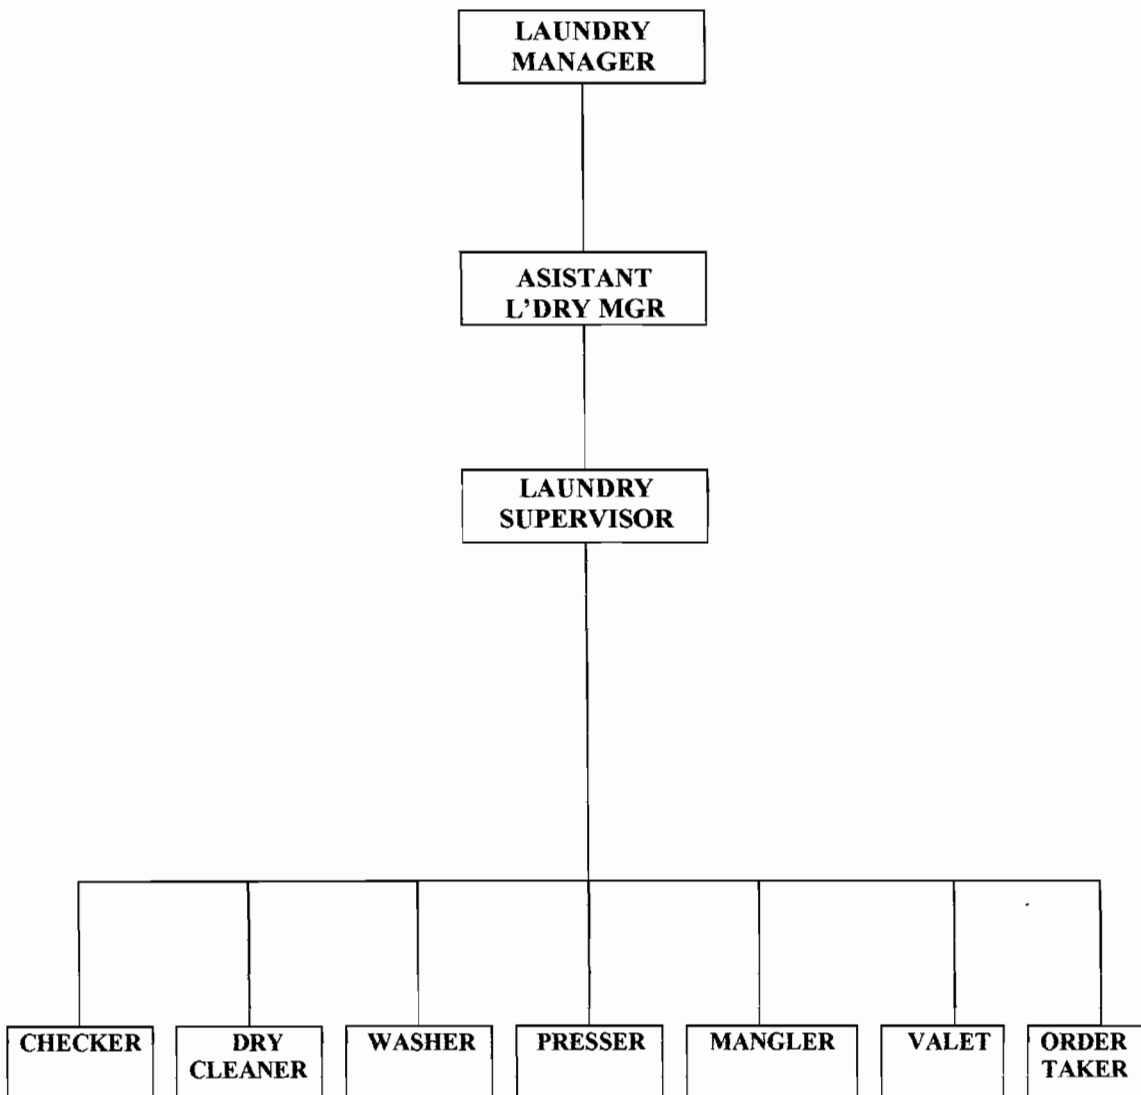 LAUNDRY
MANAGER
ASISTANT
L'DRY MGR
LAUNDRY
SUPERVISOR
CHECKER
DRY
CLEANER
WASHER
PRESSER
MANGLER
VALET
ORDER
TAKER